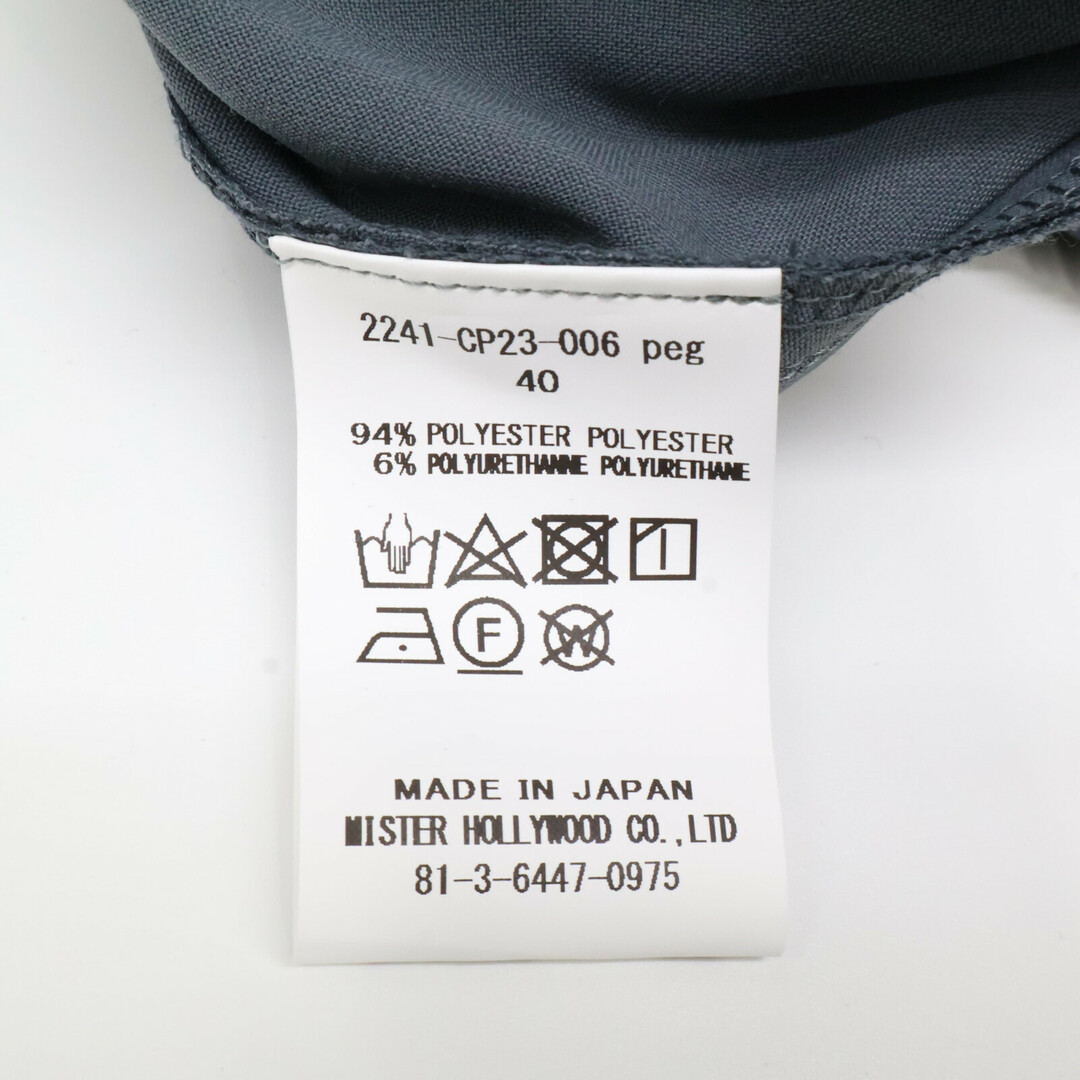 2241-CP23-006 peg
40
94% POLYESTER POLYESTER
6% POLYURETHANNE POLYURETHANE
F
W
MADE IN JAPAN
MISTER HOLLYWOOD CO.,LTD
81-3-6447-0975